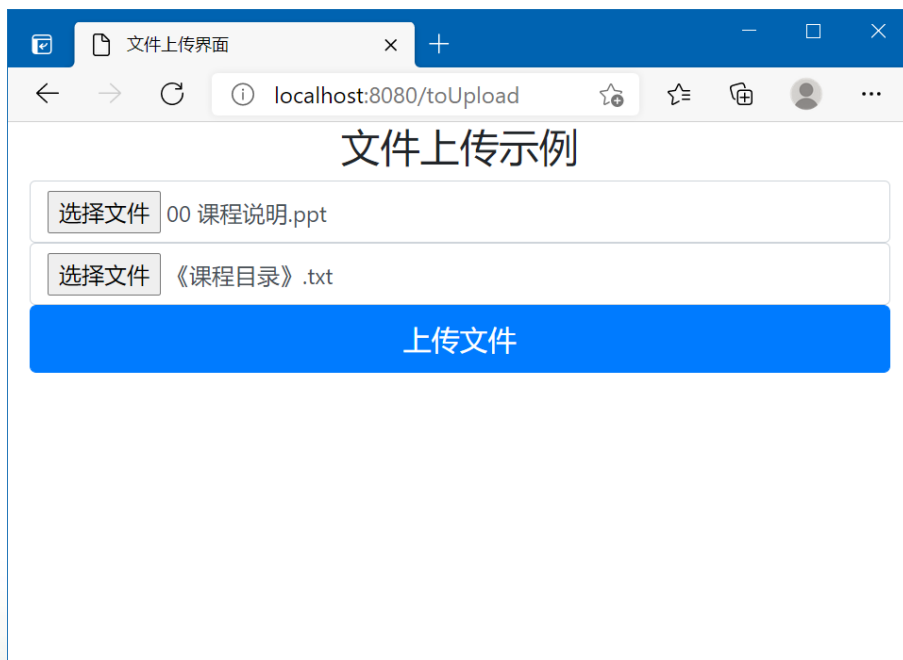 文件上传界面
localhost:8080/toUpload
文件上传示例
选择文件 00 课程说明.ppt
选择文件 《课程目录》.txt
上传文件